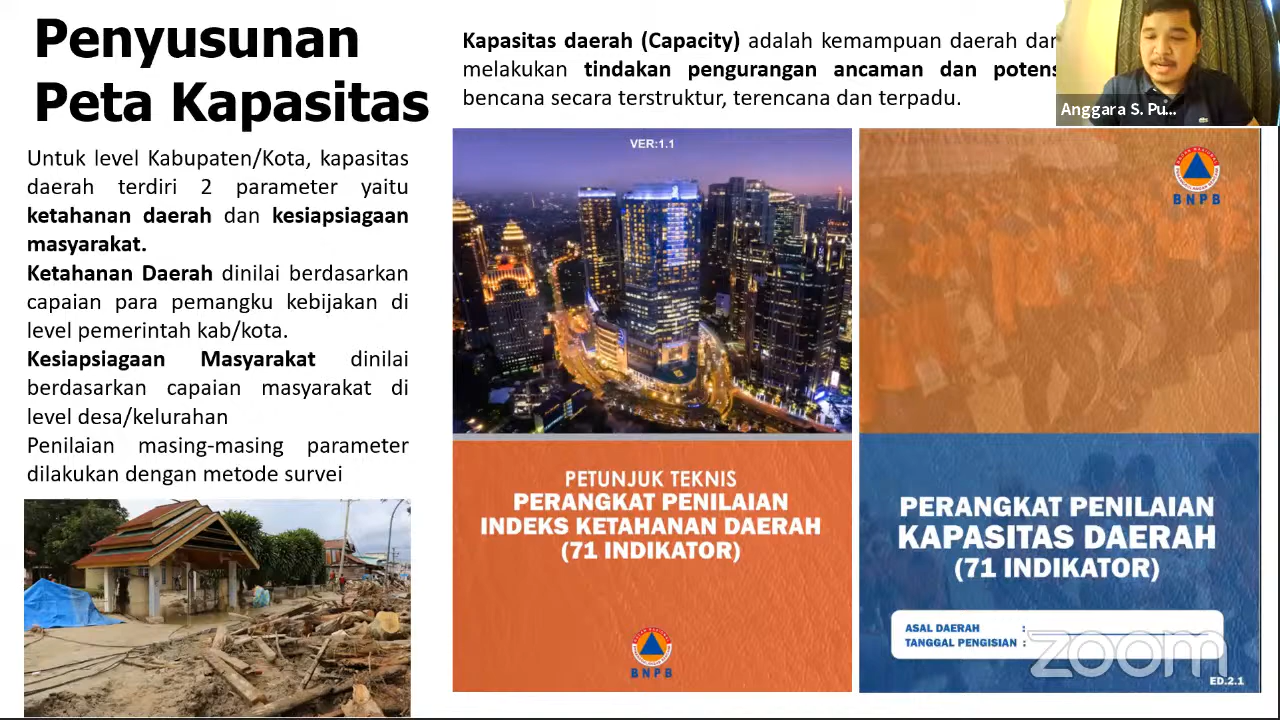 Penyusunan
Peta Kapasitas
Untuk level Kabupaten/Kota, kapasitas
daerah terdiri 2 parameter yaitu
ketahanan daerah dan kesiapsiagaan
masyarakat.
Ketahanan Daerah dinilai berdasarkan
capaian para pemangku kebijakan di
level pemerintah kab/kota.
Kesiapsiagaan Masyarakat dinilai
berdasarkan capaian masyarakat di
level desa/kelurahan
Penilaian masing-masing parameter
dilakukan dengan metode survei
Kapasitas daerah (Capacity) adalah kemampuan daerah dan
melakukan tindakan pengurangan ancaman dan potens
bencana secara terstruktur, terencana dan terpadu.
Anggara S. Pu...
VER:1.1
PETUNJUK TEKNIS
PERANGKAT PENILAIAN
INDEKS KETAHANAN DAERAH
(71 INDIKATOR)
BNPB
BNPB
PERANGKAT PENILAIAN
KAPASITAS DAERAH
(71 INDIKATOR)
ASAL DAERAH :
TANGGAL PENGISIAN :
zoom
ED.2.1